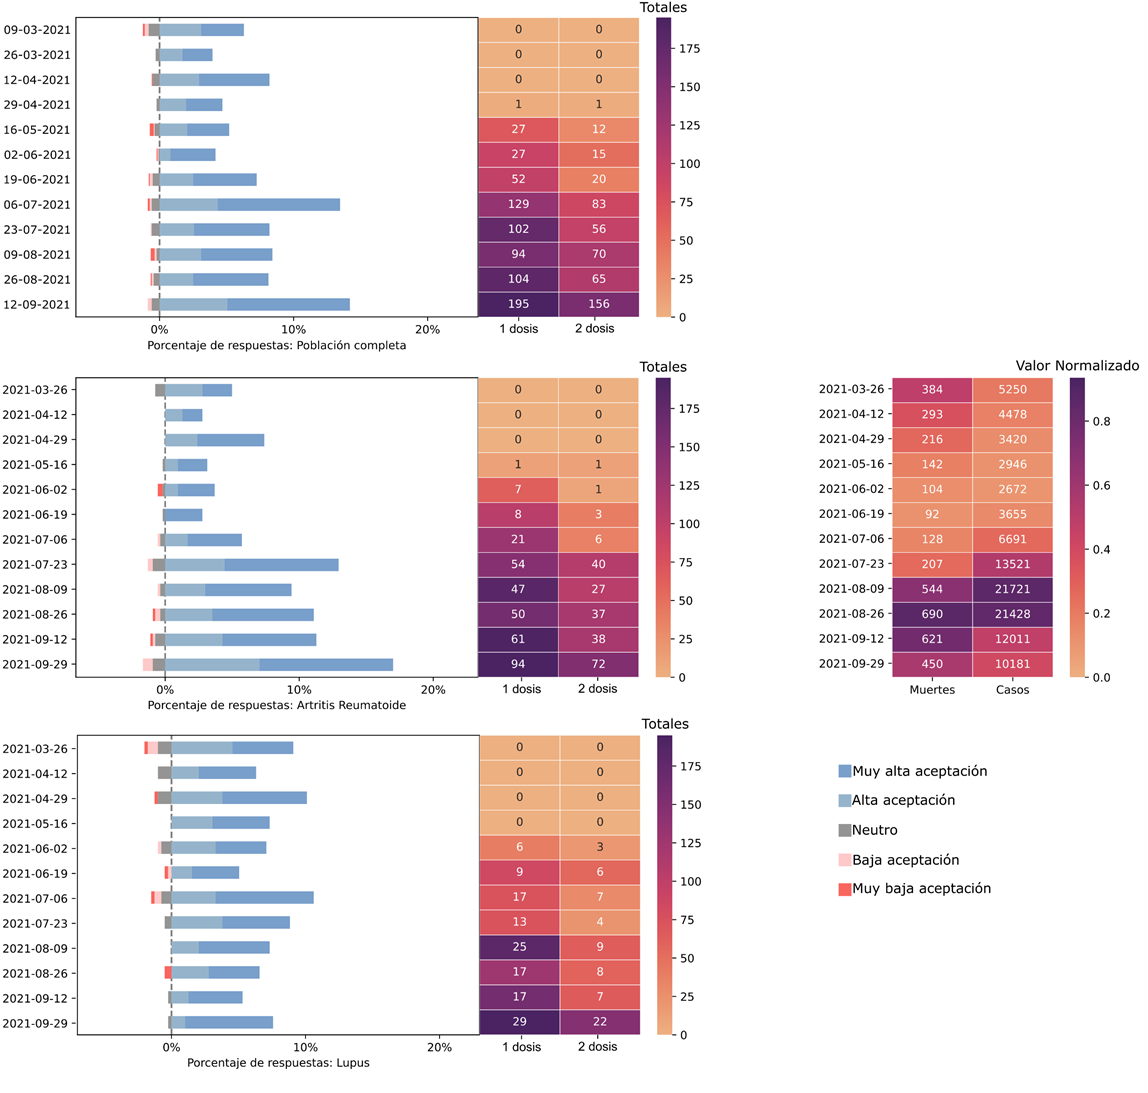 Totales
09-03-2021 0 0
26-03-2021 0 0
12-04-2021 0 0
29-04-2021 1 1
16-05-2021 27 12
02-06-2021 27 15
19-06-2021 52 20
06-07-2021 129 83
23-07-2021 102 56
09-08-2021 94 70
26-08-2021 104 65
12-09-2021 195 156
175
150
125
100
75
50
25
0
0% 10% 20% 1 dosis 2 dosis
Porcentaje de respuestas: Población completa
Totales
2021-03-26 0 0
2021-04-12 0 0
2021-04-29 0 0
2021-05-16 1 1
2021-06-02 7 1
2021-06-19 8 3
2021-07-06 21 6
2021-07-23 54 40
2021-08-09 47 27
2021-08-26 50 37
2021-09-12 61 38
2021-09-29 94 72
175
150
125
100
75
50
25
0
0% 10% 20% 1 dosis 2 dosis
Porcentaje de respuestas: Artritis Reumatoide
Valor Normalizado
2021-03-26 384 5250
2021-04-12 293 4478
2021-04-29 216 3420
2021-05-16 142 2946
2021-06-02 104 2672
2021-06-19 92 3655
2021-07-06 128 6691
2021-07-23 207 13521
2021-08-09 544 21721
2021-08-26 690 21428
2021-09-12 621 12011
2021-09-29 450 10181
Muertes Casos
0.8
0.6
0.4
0.2
0.0
Totales
2021-03-26 0 0
2021-04-12 0 0
2021-04-29 0 0
2021-05-16 0 0
2021-06-02 6 3
2021-06-19 9 6
2021-07-06 17 7
2021-07-23 13 4
2021-08-09 25 9
2021-08-26 17 8
2021-09-12 17 7
2021-09-29 29 22
175
150
125
100
75
50
25
0
0% 10% 20% 1 dosis 2 dosis
Porcentaje de respuestas: Lupus
Muy alta aceptación
Alta aceptación
Neutro
Baja aceptación
Muy baja aceptación